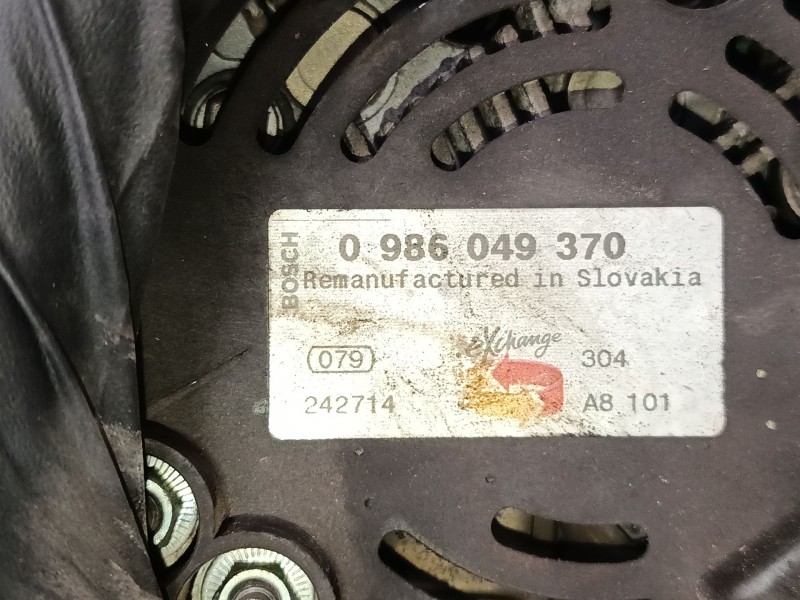 BOSCH
0 986 049 370
Remanufactured in Slovakia
eXchange
079 304
242714 A8 101